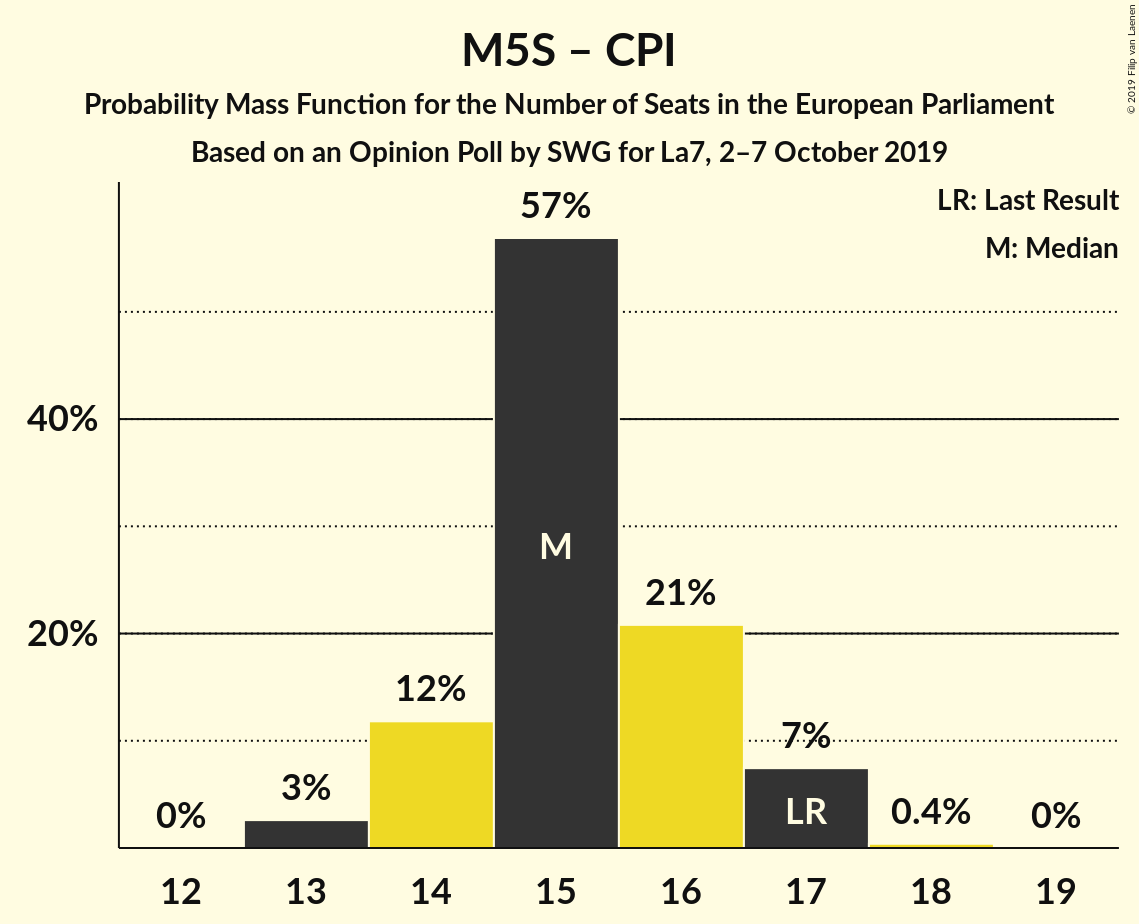 M5S – CPI
Probability Mass Function for the Number of Seats in the European Parliament
Based on an Opinion Poll by SWG for La7, 2–7 October 2019
© 2019 Filip van Laenen
LR: Last Result
M: Median
57%
40%
M
21%
20%
12%
7%
3%
0%
LR
0.4%
0%
12 13 14 15 16 17 18 19